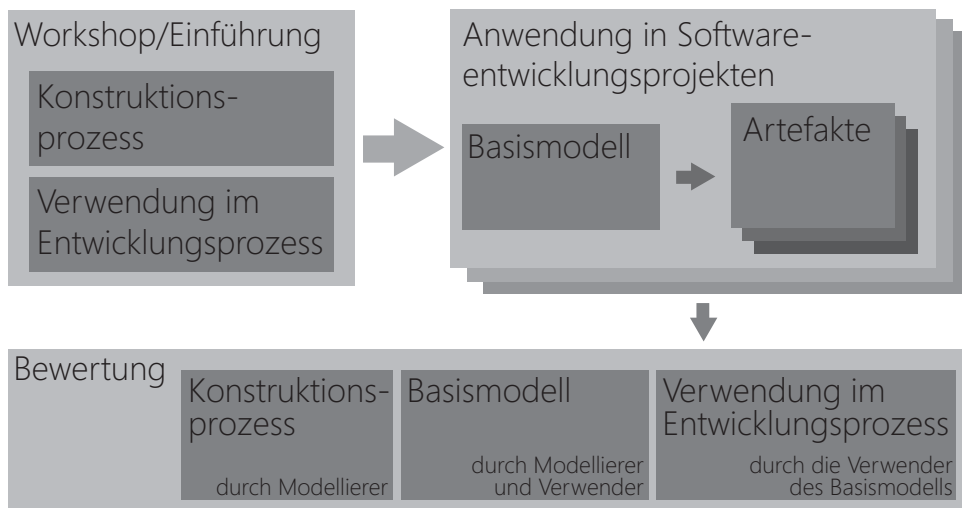 Workshop/Einführung
Konstruktions-
prozess
Verwendung im
Entwicklungsprozess
Anwendung in Software-
entwicklungsprojekten
Basismodell
Artefakte
Bewertung
Konstruktions-
prozess
durch Modellierer
Basismodell
durch Modellierer
und Verwender
Verwendung im
Entwicklungsprozess
durch die Verwender
des Basismodells